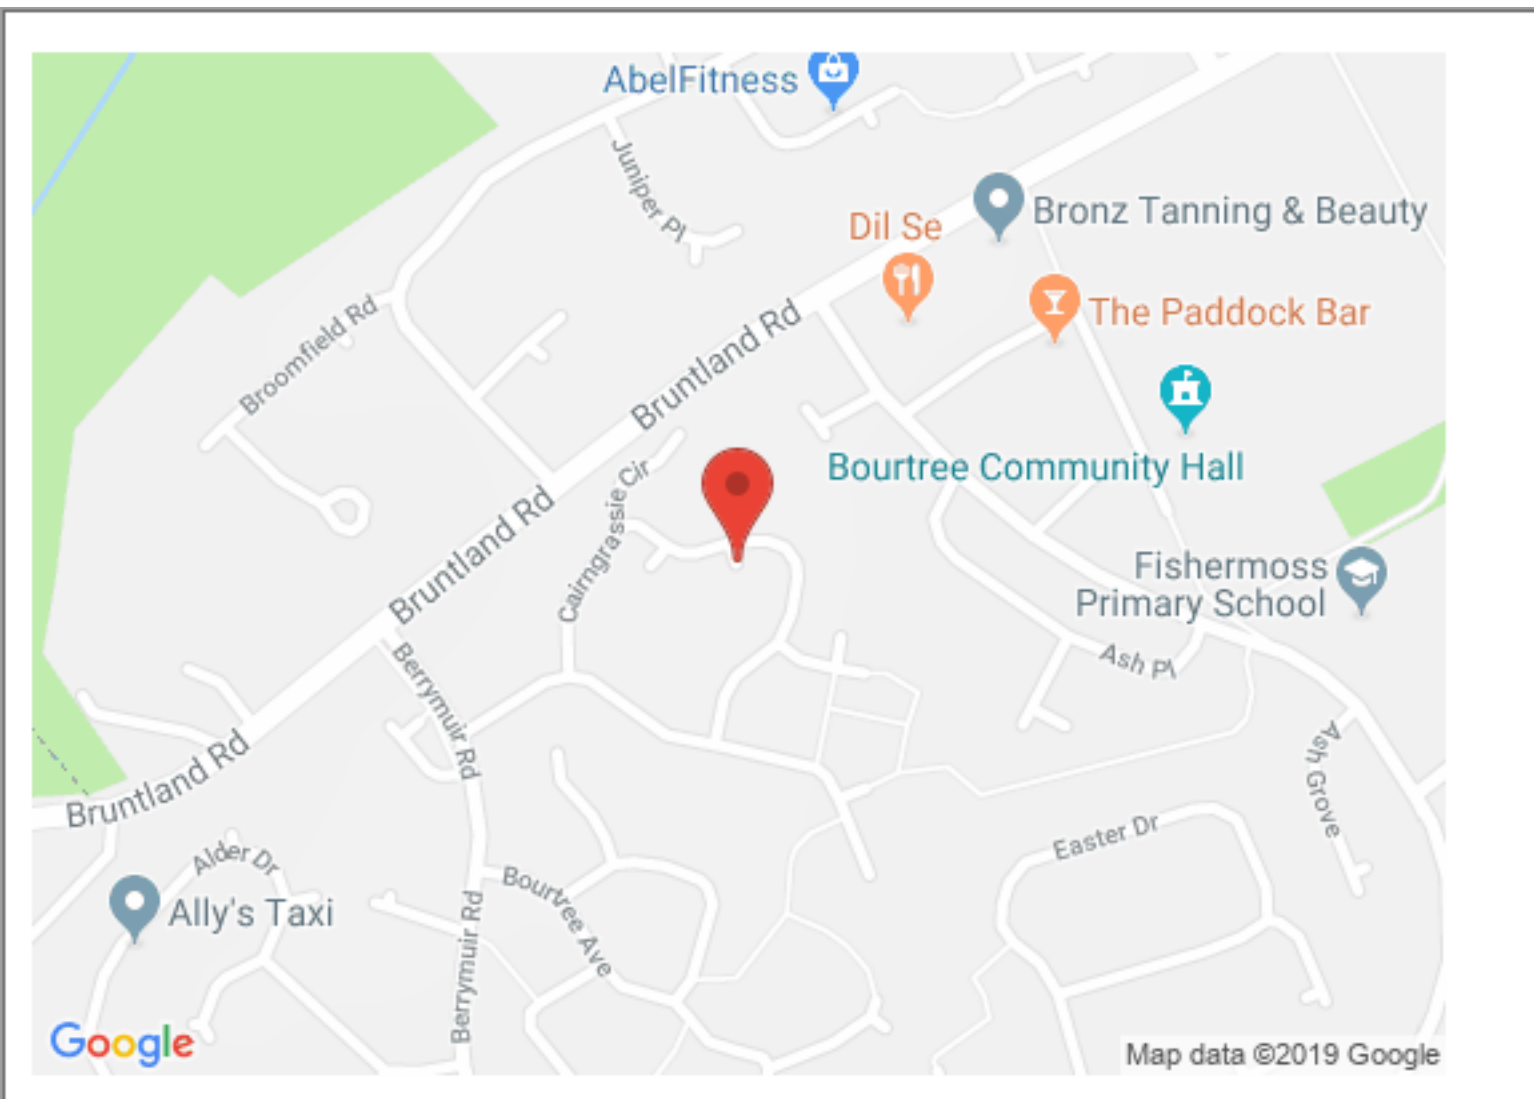 AbelFitness
Juniper Pl
Bronz Tanning & Beauty
Dil Se
The Paddock Bar
Broomfield Rd
Bruntland Rd
Bourtree Community Hall
Cairngrassie Cir
Bruntland Rd
Fishermoss
Primary School
Ash Pl
Berrymuir Rd
Bruntland Rd
Ash Grove
Easter Dr
Alder Dr
Ally's Taxi
Bourtree Ave
Berrymuir Rd
Google
Map data ©2019 Google